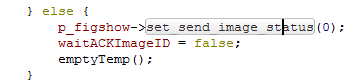 } else {
p_figshow->set_send_image_status(0);
waitACKImageID = false;
emptyTemp();
}